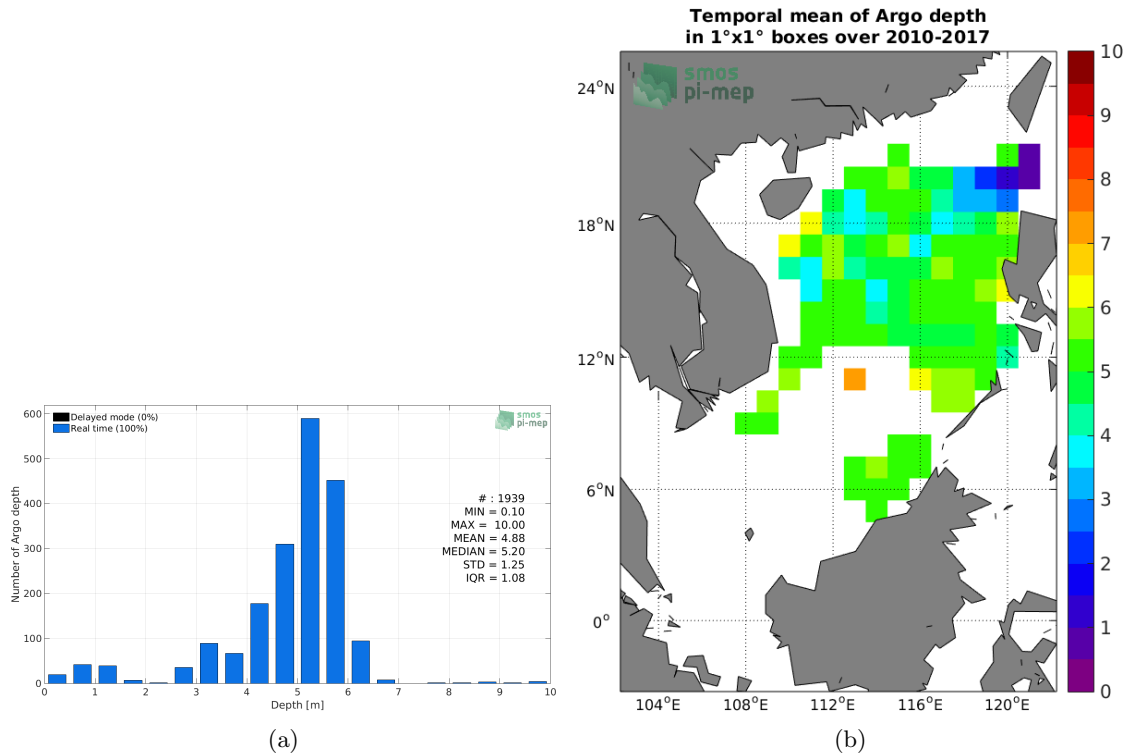 Temporal mean of Argo depth
in 1°x1° boxes over 2010-2017
smos
pi-mep
24°N
18°N
12°N
6°N
0°
104°E
108°E
112°E
116°E
120°E
10
9
8
7
6
5
4
3
2
1
0
(b)
Delayed mode (0%)
Real time (100%)
smos
pi-mep
# : 1939
MIN = 0.10
MAX = 10.00
MEAN = 4.88
MEDIAN = 5.20
STD = 1.25
IQR = 1.08
Number of Argo depth
600
500
400
300
200
100
0
0 1 2 3 4 5 6 7 8 9 10
Depth [m]
(a)